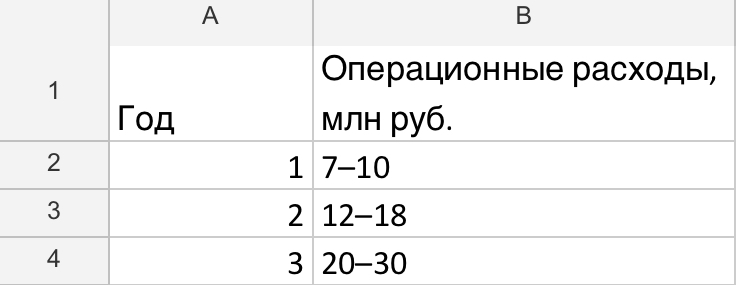 A B
1 Год Операционные расходы,
млн руб.
2 1 7–10
3 2 12–18
4 3 20–30